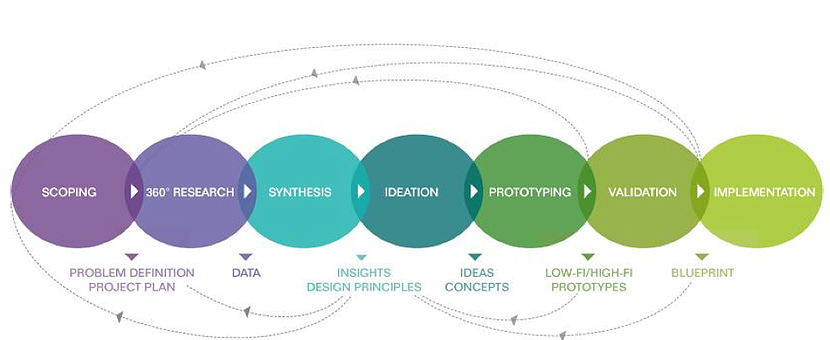 SCOPING
360° RESEARCH
SYNTHESIS
IDEATION
PROTOTYPING
VALIDATION
IMPLEMENTATION
PROBLEM DEFINITION
PROJECT PLAN
DATA
INSIGHTS
DESIGN PRINCIPLES
IDEAS
CONCEPTS
LOW-FI/HIGH-FI
PROTOTYPES
BLUEPRINT